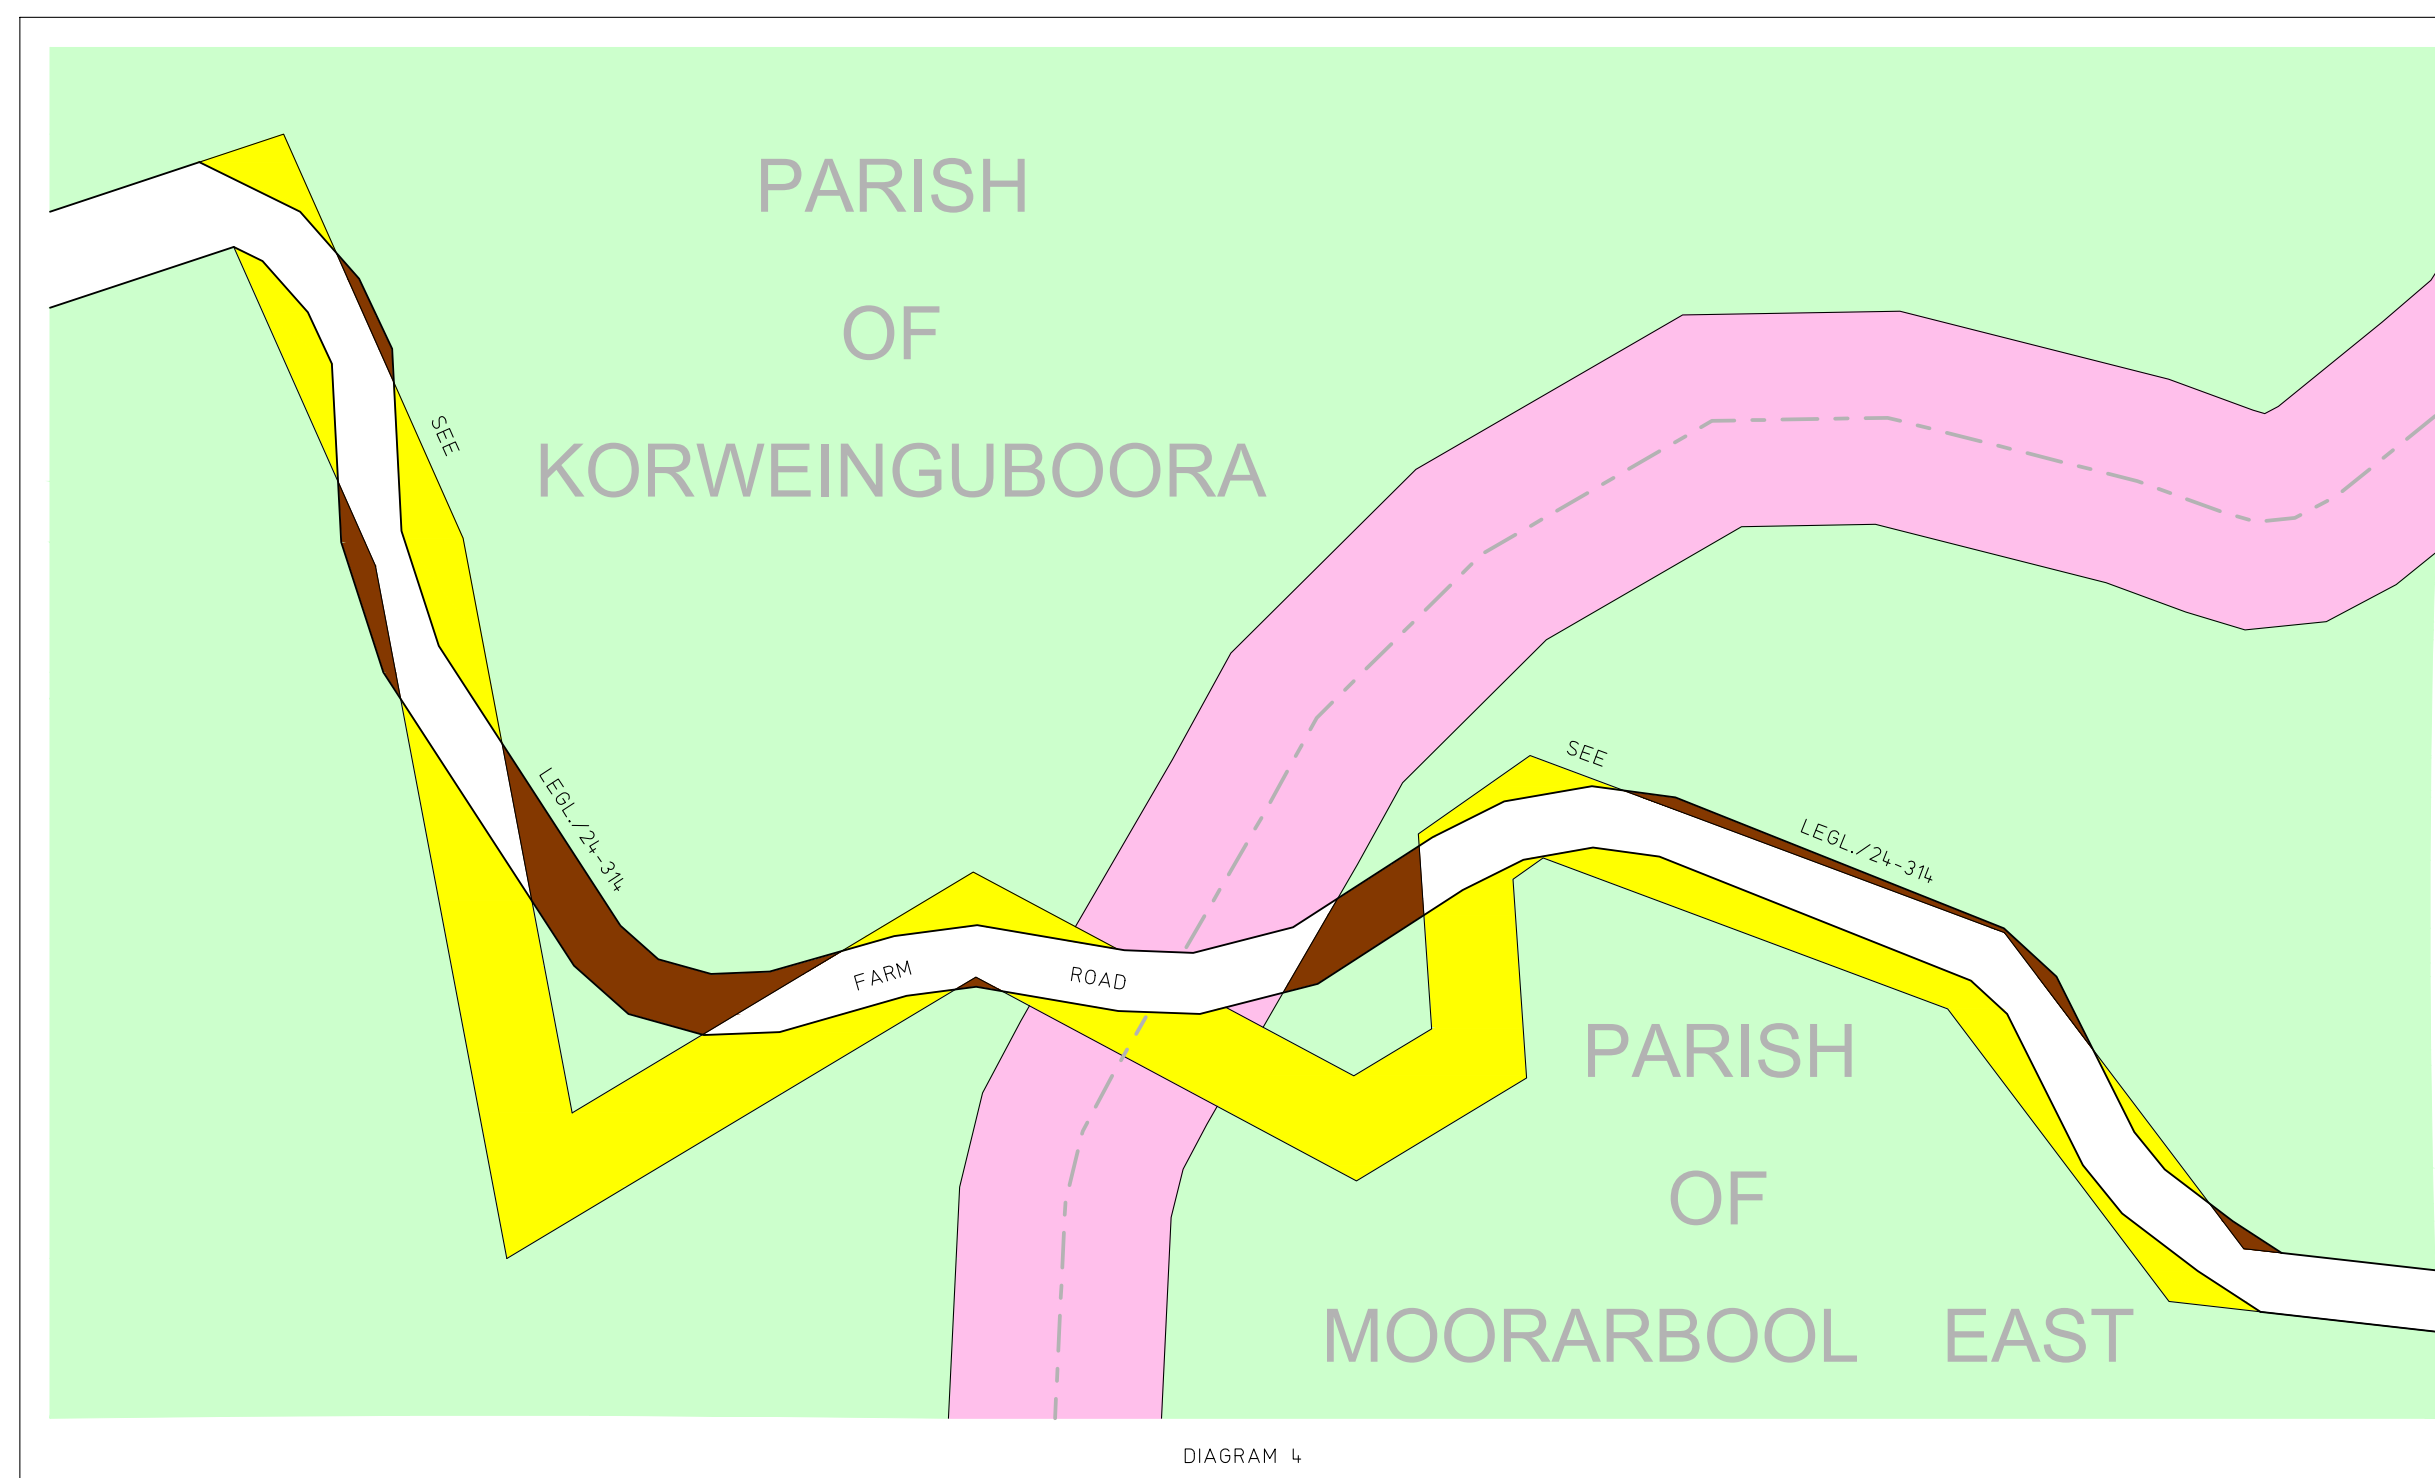 PARISH
OF
KORWEINGUBOORA
SEE
LEGL./24-314
FARM ROAD
SEE
LEGL./24-314
PARISH
OF
MOORARBOOL EAST
DIAGRAM 4